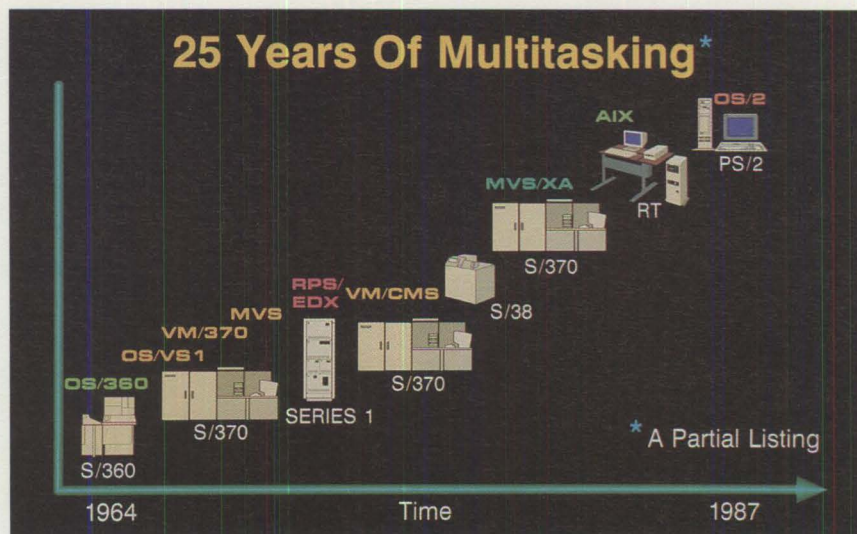 25 Years Of Multitasking*
OS/2
AIX
PS/2
MVS/XA
RT
S/370
RPS/
EDX
VM/CMS
S/38
MVS
VM/370
OS/VS1
S/370
SERIES 1
OS/360
S/370
S/360
* A Partial Listing
1964 Time 1987